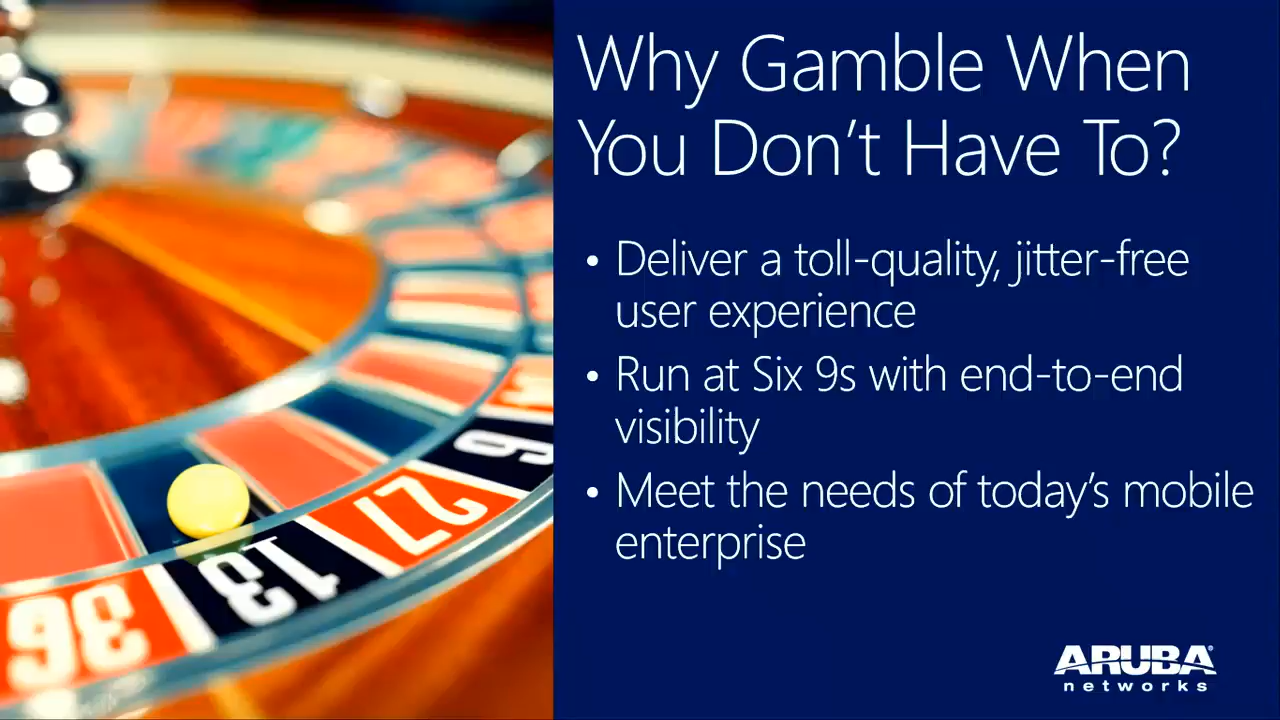 Why Gamble When
You Don't Have To?
• Deliver a toll-quality, jitter-free
user experience
• Run at Six 9s with end-to-end
visibility
• Meet the needs of today's mobile
enterprise
6
27
13
36
ARUBA®
networks